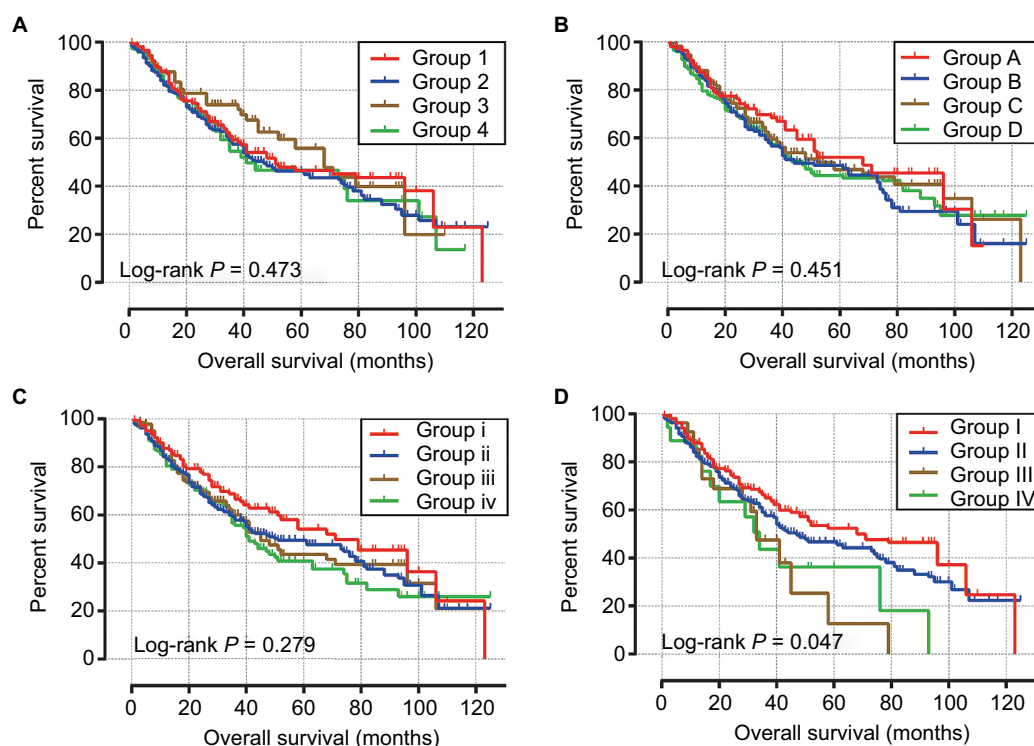 A
Percent survival
100
80
60
40
20
0
Group 1
Group 2
Group 3
Group 4
Log-rank P = 0.473
0 20 40 60 80 100 120
Overall survival (months)
B
Percent survival
100
80
60
40
20
0
Group A
Group B
Group C
Group D
Log-rank P = 0.451
0 20 40 60 80 100 120
Overall survival (months)
C
Percent survival
100
80
60
40
20
0
Group i
Group ii
Group iii
Group iv
Log-rank P = 0.279
0 20 40 60 80 100 120
Overall survival (months)
D
Percent survival
100
80
60
40
20
0
Group I
Group II
Group III
Group IV
Log-rank P = 0.047
0 20 40 60 80 100 120
Overall survival (months)